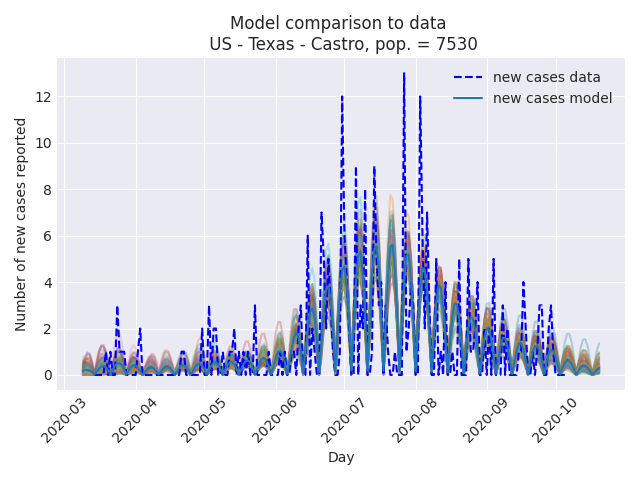 Model comparison to data
US - Texas - Castro, pop. = 7530
new cases data
new cases model
Number of new cases reported
12
10
8
6
4
2
0
2020-03
2020-04
2020-05
2020-06
2020-07
2020-08
2020-09
2020-10
Day